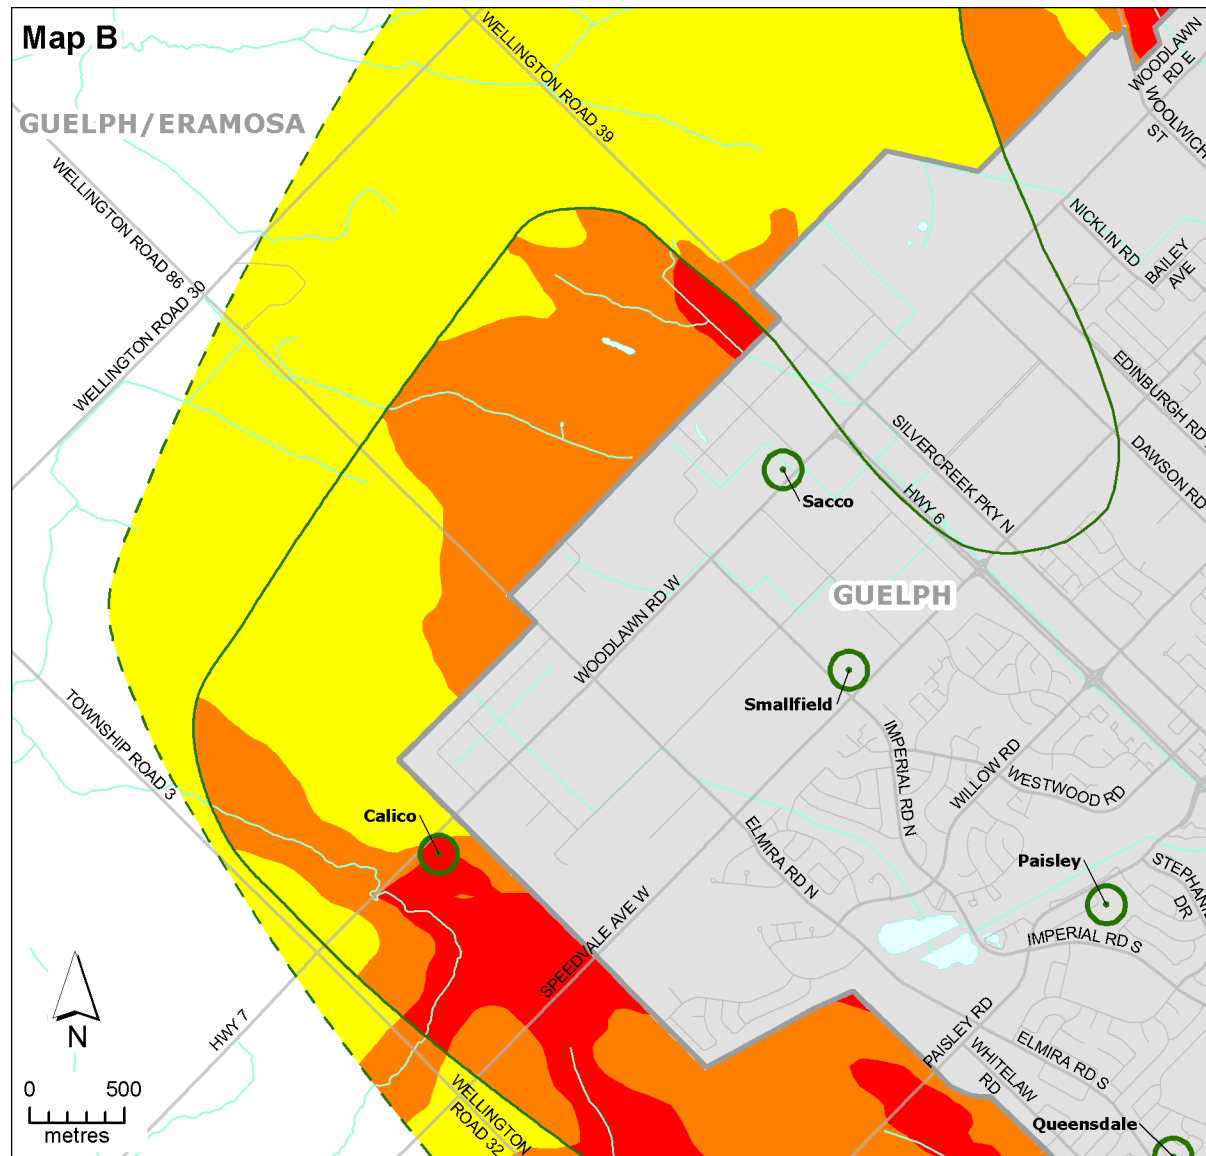 Map B
WELLINGTON ROAD 39
WOODLAWN
RD E
WOOLWICH
ST
GUELPH/ERAMOSA
WELLINGTON ROAD 86
NICKLIN RD
BAILEY
AVE
WELLINGTON ROAD 30
EDINBURGH RD
DAWSON RD
SILVERCREEK PKY N
HWY 6
Sacco
GUELPH
WOODLAWN RD W
Smallfield
TOWNSHIP ROAD 3
IMPERIAL RD N
WILLOW RD
WESTWOOD RD
Calico
ELMIRA RD N
Paisley
STEPHANIE
DR
IMPERIAL RD S
SPEEDVALE AVE W
HWY 7
N
PAISLEY RD
WHITELAW
RD
ELMIRA RD S
WELLINGTON
ROAD 32
0 500
metres
Queensdale